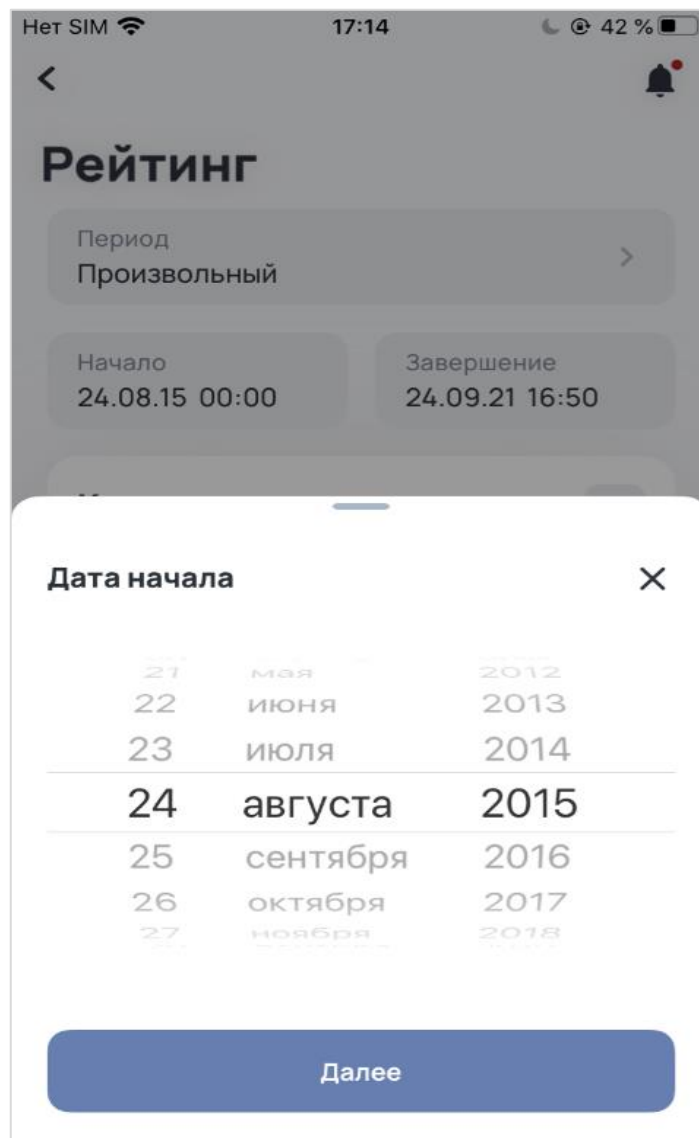 Нет SIM 17:14 42 %
Рейтинг
Период
Произвольный
Начало Завершение
24.08.15 00:00 24.09.21 16:50
Дата начала
21 мая 2012
22 июня 2013
23 июля 2014
24 августа 2015
25 сентября 2016
26 октября 2017
27 ноября 2018
Далее